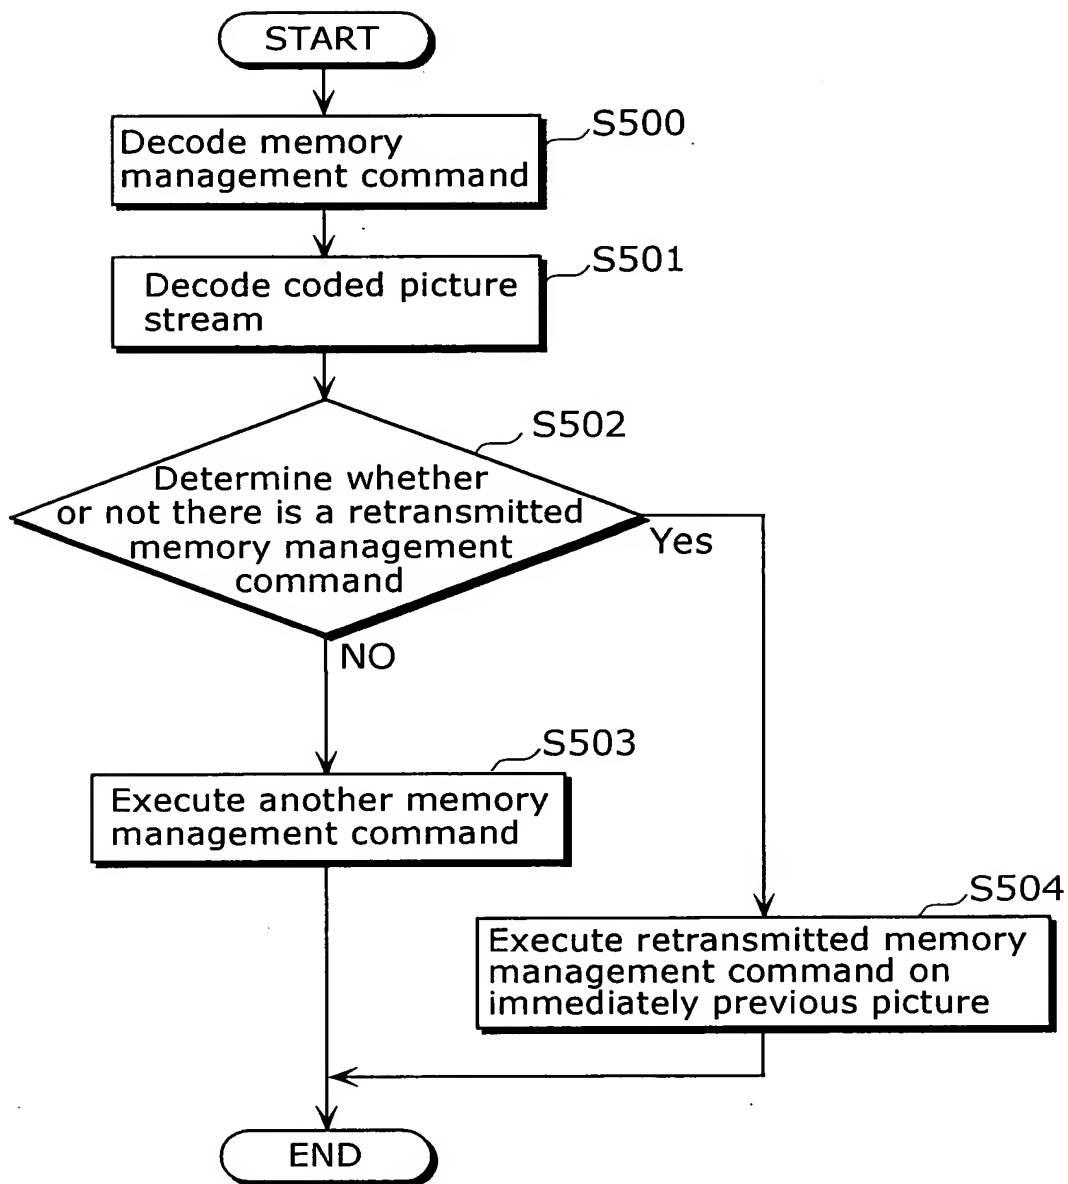 START
S500
Decode memory
management command
S501
Decode coded picture
stream
S502
Determine whether
or not there is a retransmitted
memory management
command
Yes
NO
S503
Execute another memory
management command
S504
Execute retransmitted memory
management command on
immediately previous picture
END